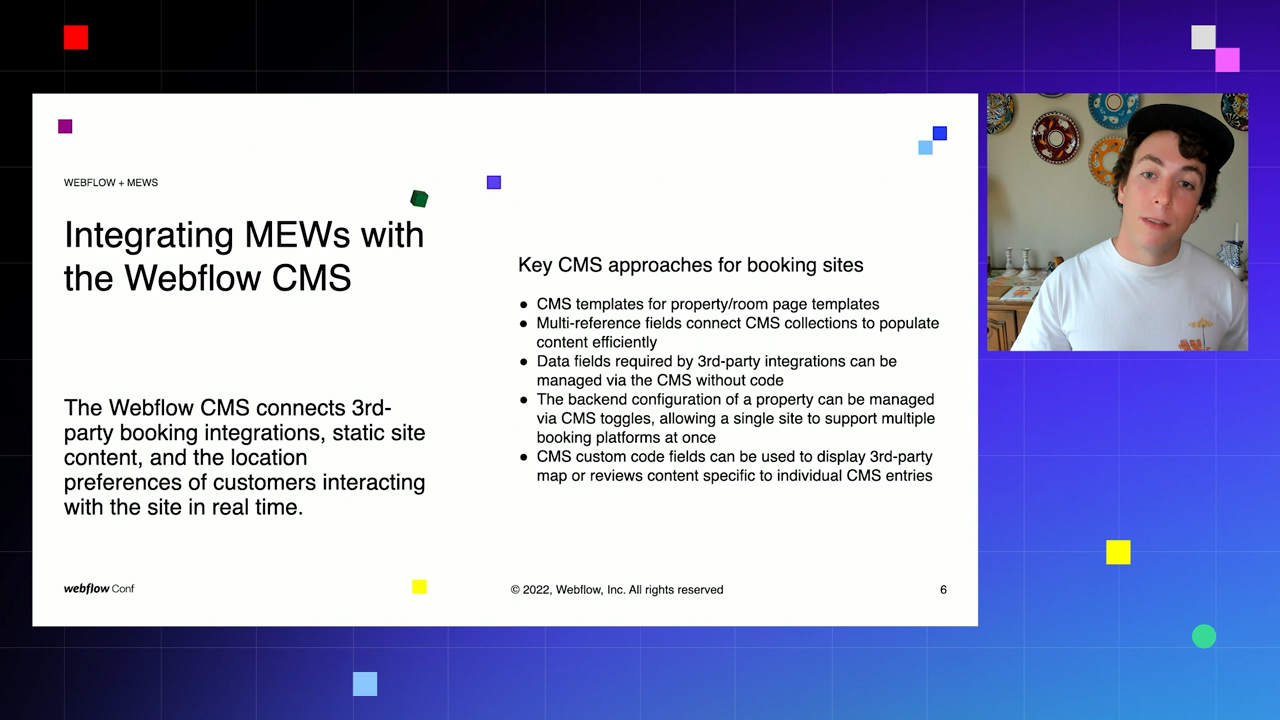 WEBFLOW + MEWS
Integrating MEWs with
the Webflow CMS
The Webflow CMS connects 3rd-
party booking integrations, static site
content, and the location
preferences of customers interacting
with the site in real time.
Key CMS approaches for booking sites
● CMS templates for property/room page templates
● Multi-reference fields connect CMS collections to populate
content efficiently
● Data fields required by 3rd-party integrations can be
managed via the CMS without code
● The backend configuration of a property can be managed
via CMS toggles, allowing a single site to support multiple
booking platforms at once
● CMS custom code fields can be used to display 3rd-party
map or reviews content specific to individual CMS entries
webflow Conf
© 2022, Webflow, Inc. All rights reserved
6